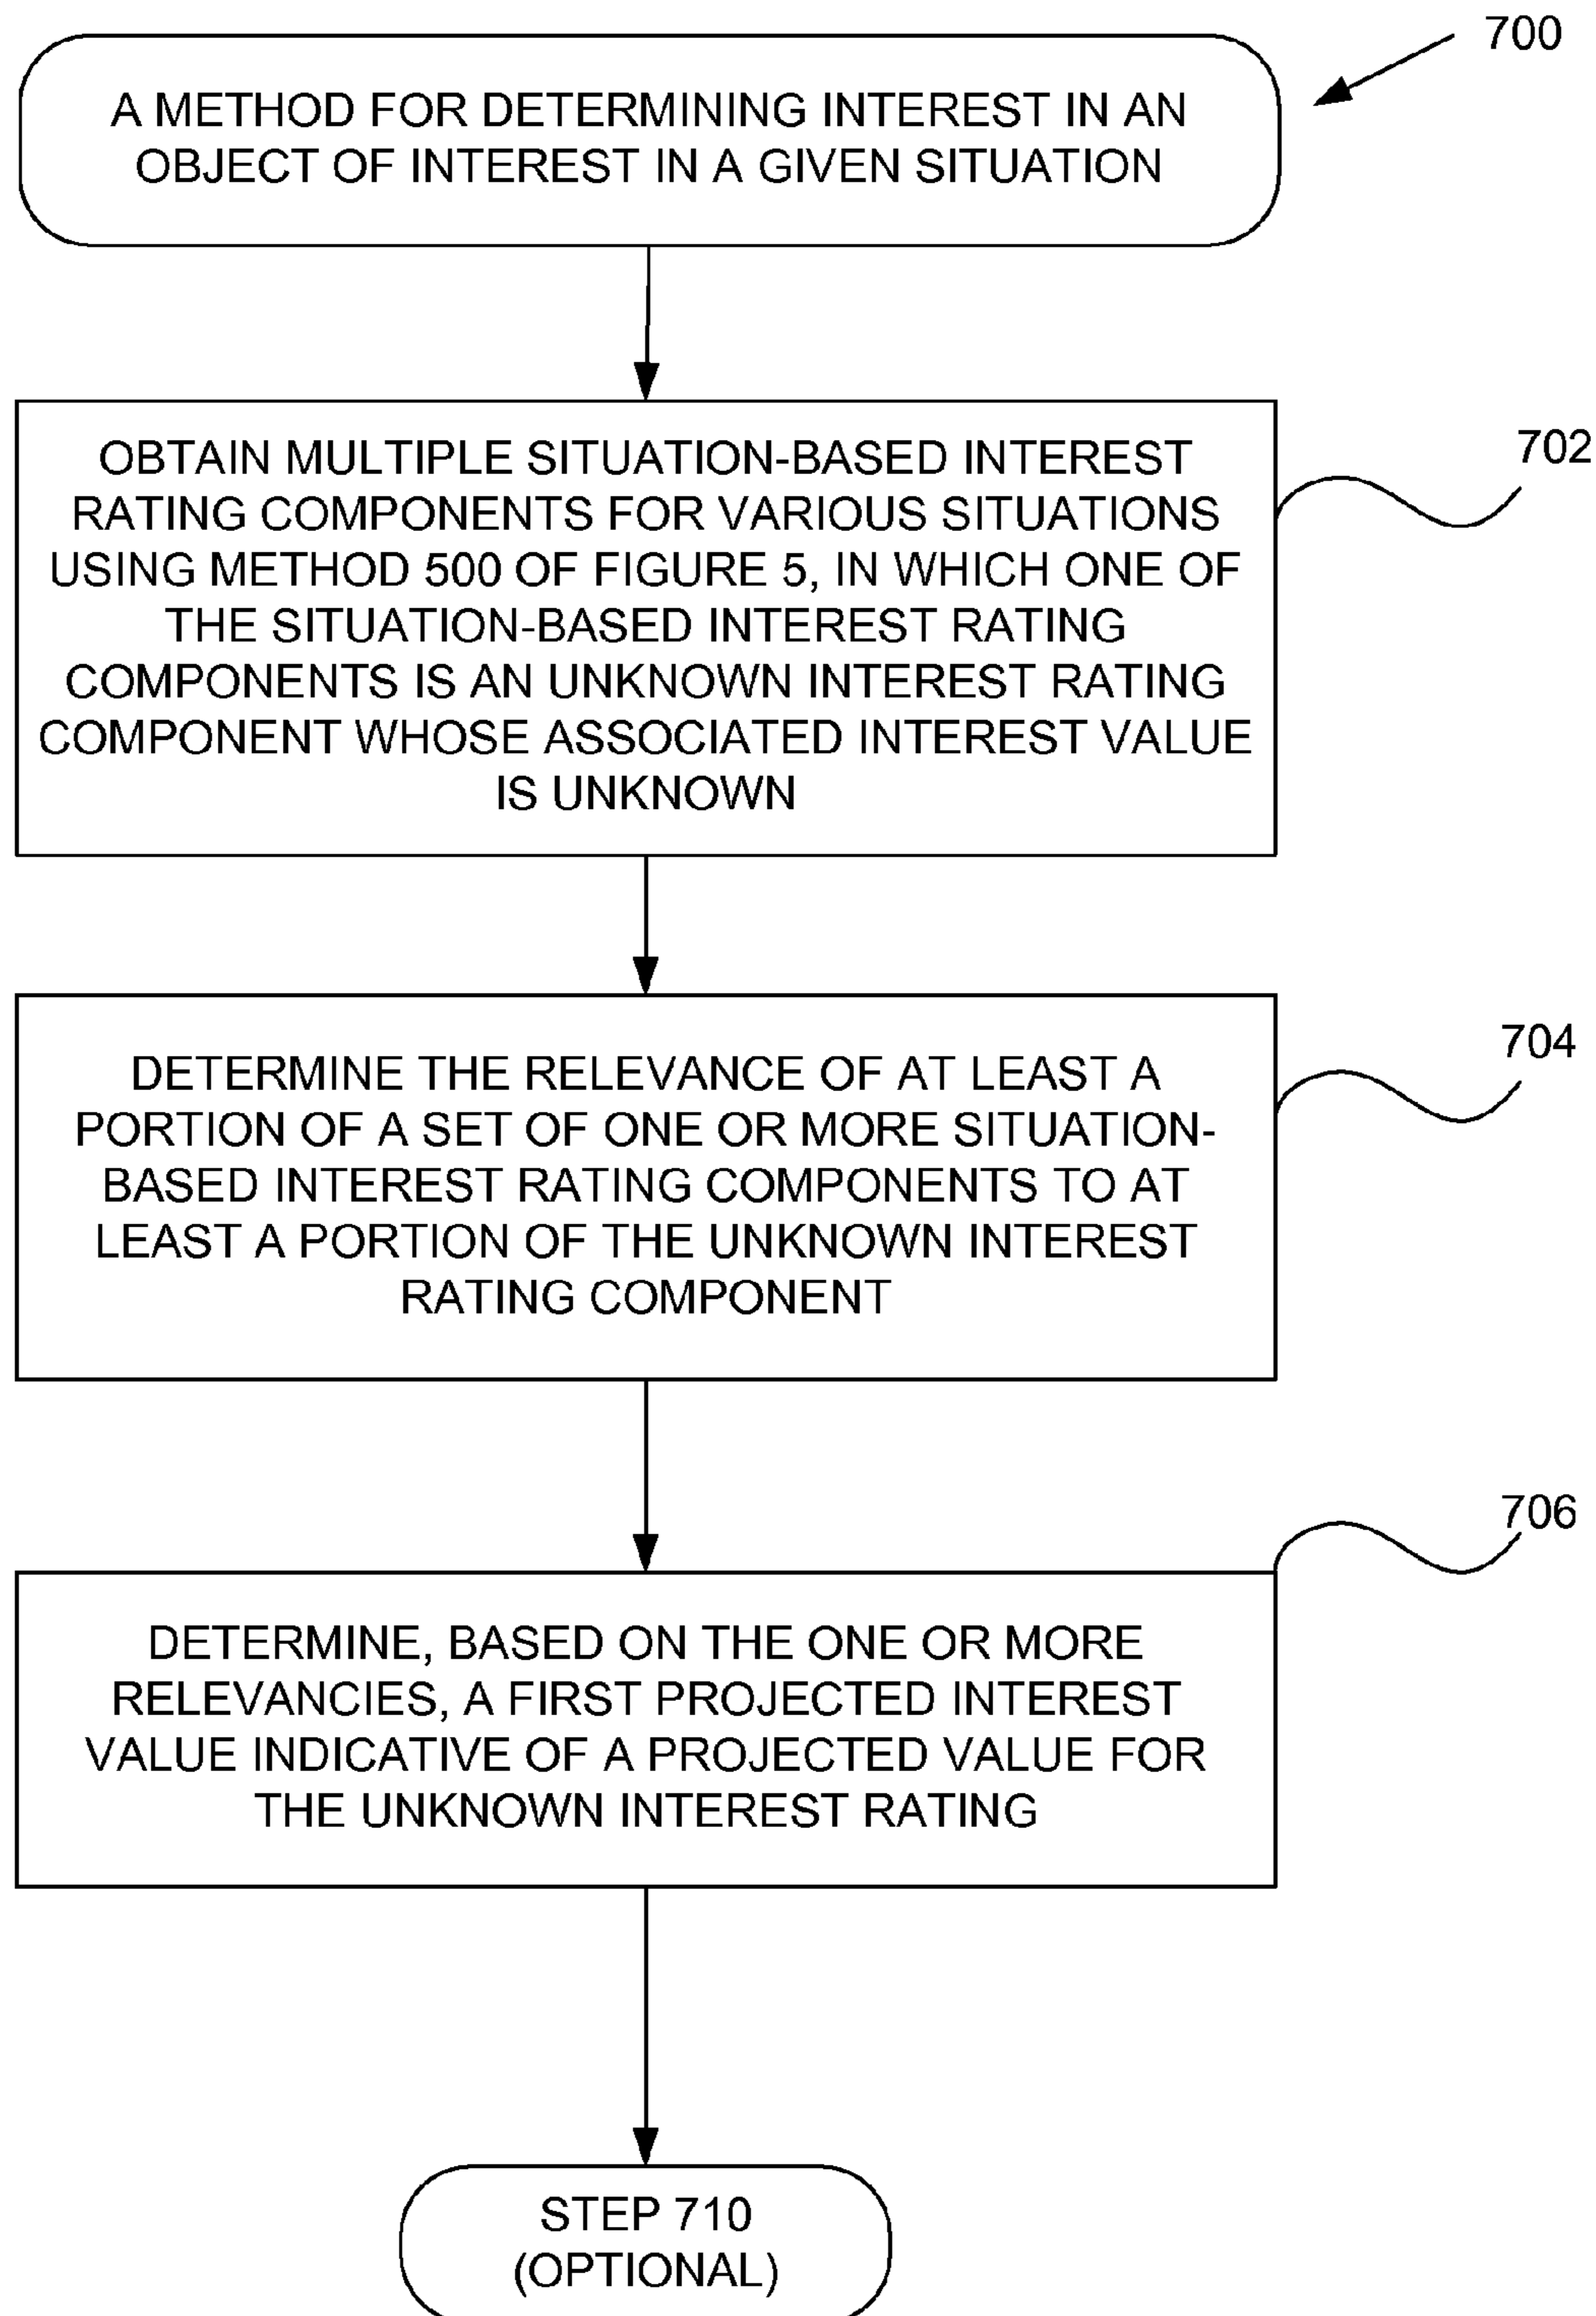 700
A METHOD FOR DETERMINING INTEREST IN AN
OBJECT OF INTEREST IN A GIVEN SITUATION
702
OBTAIN MULTIPLE SITUATION-BASED INTEREST
RATING COMPONENTS FOR VARIOUS SITUATIONS
USING METHOD 500 OF FIGURE 5, IN WHICH ONE OF
THE SITUATION-BASED INTEREST RATING
COMPONENTS IS AN UNKNOWN INTEREST RATING
COMPONENT WHOSE ASSOCIATED INTEREST VALUE
IS UNKNOWN
704
DETERMINE THE RELEVANCE OF AT LEAST A
PORTION OF A SET OF ONE OR MORE SITUATION-
BASED INTEREST RATING COMPONENTS TO AT
LEAST A PORTION OF THE UNKNOWN INTEREST
RATING COMPONENT
706
DETERMINE, BASED ON THE ONE OR MORE
RELEVANCIES, A FIRST PROJECTED INTEREST
VALUE INDICATIVE OF A PROJECTED VALUE FOR
THE UNKNOWN INTEREST RATING
STEP 710
(OPTIONAL)